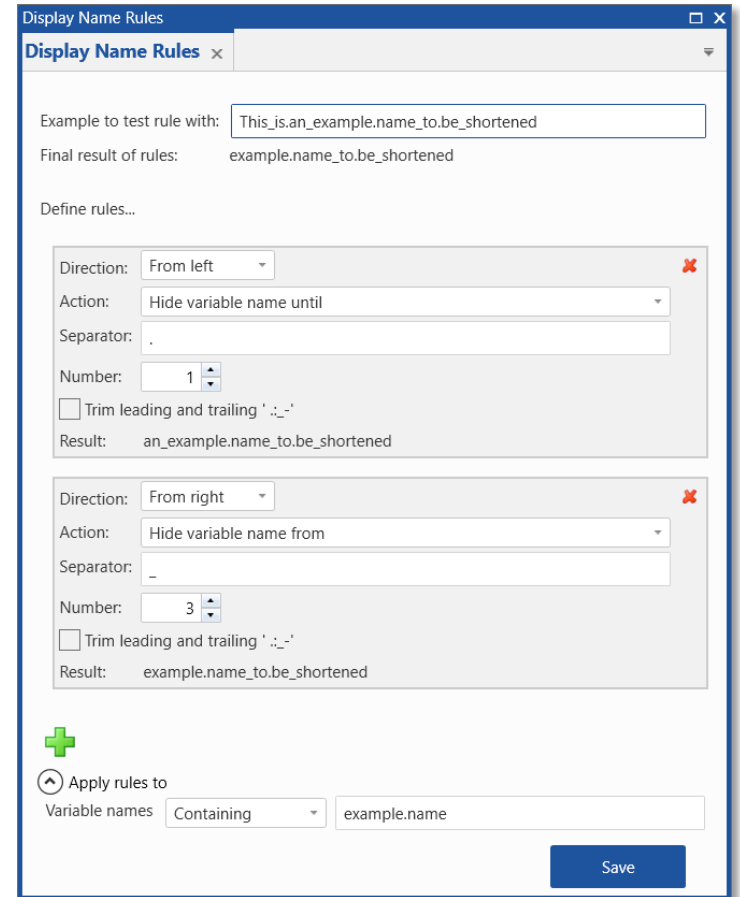 Display Name Rules
Display Name Rules ×
Example to test rule with: This_is.an_example.name_to.be_shortened
Final result of rules: example.name_to.be_shortened
Define rules...
Direction: From left
Action: Hide variable name until
Separator: .
Number: 1
Trim leading and trailing ' .:_-'
Result: an_example.name_to.be_shortened
Direction: From right
Action: Hide variable name from
Separator: _
Number: 3
Trim leading and trailing ' .:_-'
Result: example.name_to.be_shortened
Apply rules to
Variable names Containing example.name
Save